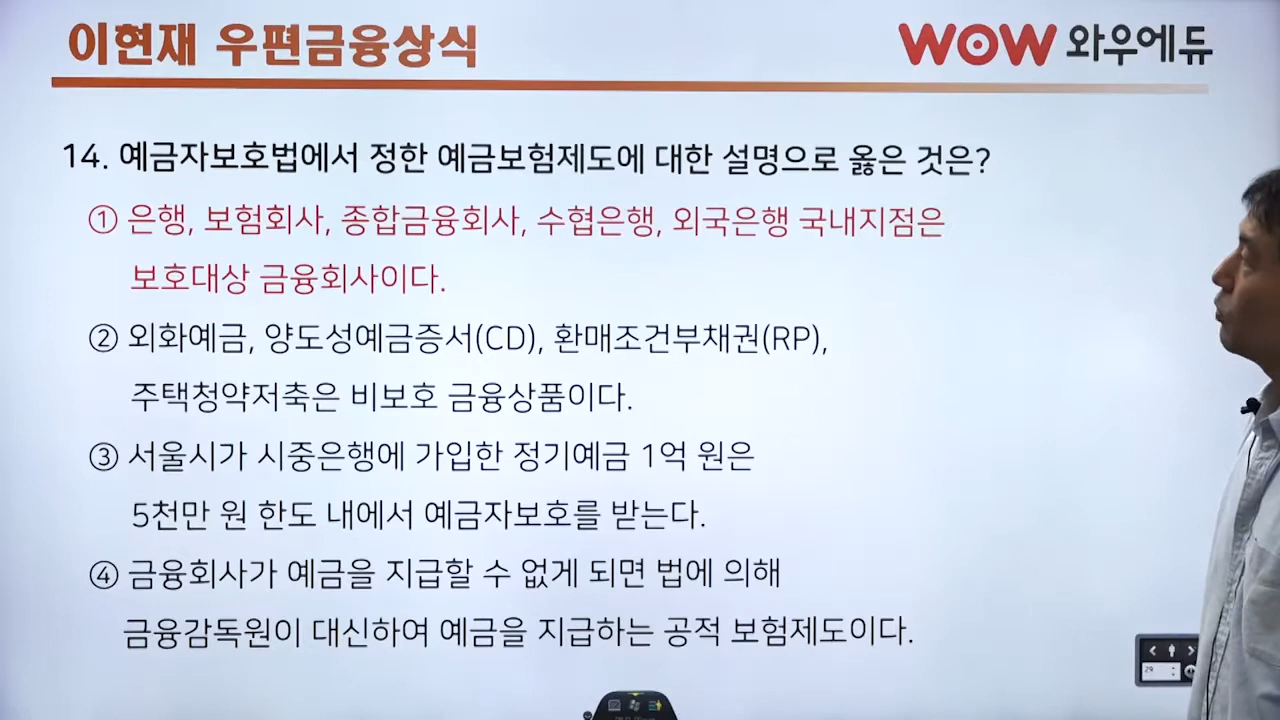 이현재 우편금융상식
WOW 와우에듀
14. 예금자보호법에서 정한 예금보험제도에 대한 설명으로 옳은 것은?
① 은행, 보험회사, 종합금융회사, 수협은행, 외국은행 국내지점은
보호대상 금융회사이다.
② 외화예금, 양도성예금증서(CD), 환매조건부채권(RP),
주택청약저축은 비보호 금융상품이다.
③ 서울시가 시중은행에 가입한 정기예금 1억 원은
5천만 원 한도 내에서 예금자보호를 받는다.
④ 금융회사가 예금을 지급할 수 없게 되면 법에 의해
금융감독원이 대신하여 예금을 지급하는 공적 보험제도이다.
29